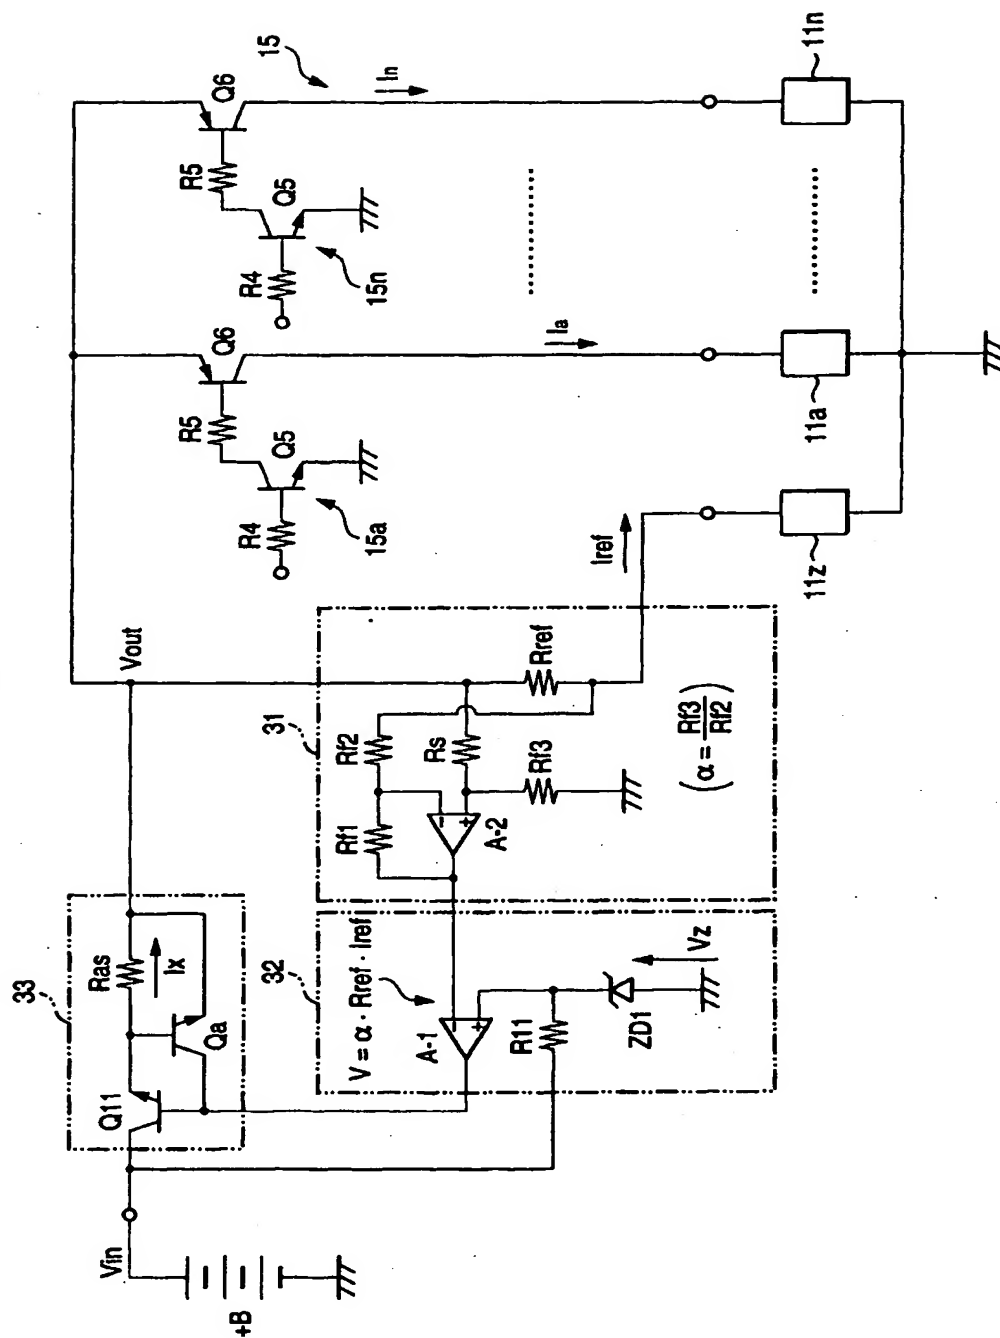 +B
Vin
33
Q11
Qa
Ras
Ix
Vout
32
V = α · Rref · Iref
A-1
R11
ZD1
Vz
31
Rf1
Rf2
A-2
Rs
Rf3
Rref
(α = Rf3
Rf2)
Iref
11z
R4
Q5
15a
R5
Q6
Ia
11a
R4
Q5
15n
R5
Q6
In
15
11n